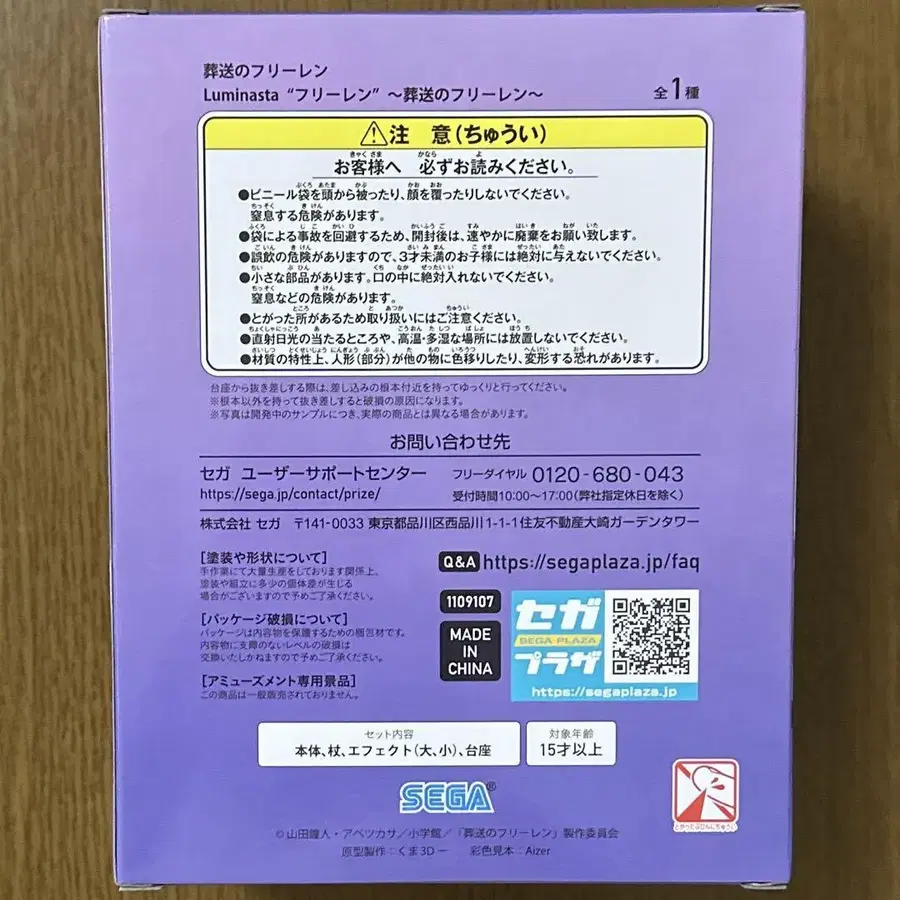 葬送のフリーレン
Luminasta “フリーレン” ～葬送のフリーレン～
全1種
注 意(ちゅうい)
お客様へ 必ずお読みください。
●ビニール袋を頭から被ったり、顔を覆ったりしないでください。
窒息する危険があります。
●袋による事故を回避するため、開封後は、速やかに廃棄をお願い致します。
●誤飲の危険がありますので、3才未満のお子様には絶対に与えないでください。
●小さな部品があります。口の中に絶対入れないでください。
窒息などの危険があります。
●とがった所があるため取り扱いにはご注意ください。
●直射日光の当たるところや、高温・多湿な場所には放置しないでください。
●材質の特性上、人形(部分)が他の物に色移りしたり、変形する恐れがあります。
台座から抜き差しする際は、差し込みの根本付近を持ってゆっくりと行ってください。
※根本以外を持って抜き差しすると破損の原因になります。
※写真は開発中のサンプルにつき、実際の商品とは異なる場合があります。
お問い合わせ先
セガ ユーザーサポートセンター
https://sega.jp/contact/prize/
フリーダイヤル 0120-680-043
受付時間10:00～17:00(弊社指定休日を除く)
株式会社 セガ 〒141-0033 東京都品川区西品川1-1-1住友不動産大崎ガーデンタワー
[塗装や形状について]
手作業にて大量生産をしております関係上、
塗装や組立に多少の個体差が生じる
場合がございますので予めご了承ください。
[パッケージ破損について]
パッケージは内容物を保護するための梱包材です。
内容物に支障のないレベルの破損は
交換いたしかねますので予めご了承ください。
[アミューズメント専用景品]
この商品は一般販売されておりません。
Q&A https://segaplaza.jp/faq
1109107
MADE
IN
CHINA
セガ
SEGA PLAZA
プラザ
https://segaplaza.jp
セット内容
本体、杖、エフェクト(大、小)、台座
対象年齢
15才以上
SEGA®
とがったぶひんにちゅうい
©山田鐘人・アベツカサ/小学館/「葬送のフリーレン」製作委員会
原型製作:くま3Dー 彩色見本:Aizer